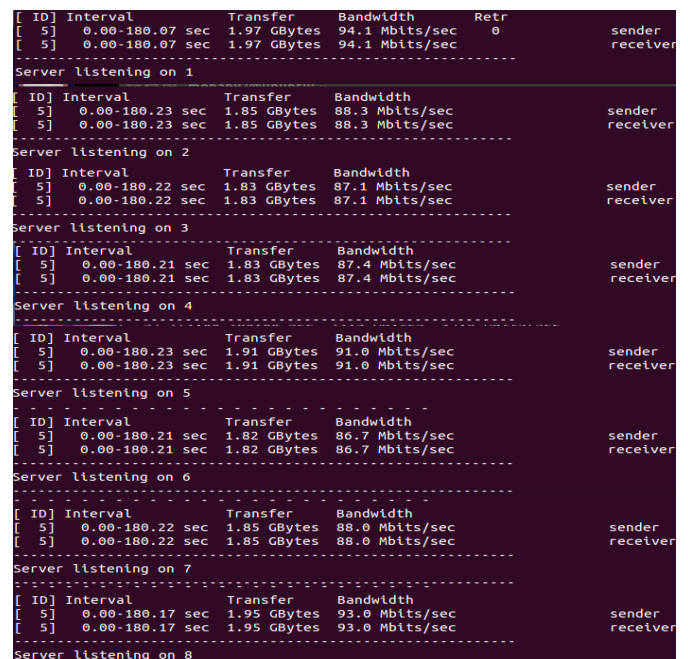 [ ID] Interval Transfer Bandwidth Retr
[ 5] 0.00-180.07 sec 1.97 GBytes 94.1 Mbits/sec 0 sender
[ 5] 0.00-180.07 sec 1.97 GBytes 94.1 Mbits/sec receiver
- - - - - - - - - - - - - - - - - - - - - - - - -
Server listening on 1
[ ID] Interval Transfer Bandwidth
[ 5] 0.00-180.23 sec 1.85 GBytes 88.3 Mbits/sec sender
[ 5] 0.00-180.23 sec 1.85 GBytes 88.3 Mbits/sec receiver
- - - - - - - - - - - - - - - - - - - - - - - - -
Server listening on 2
[ ID] Interval Transfer Bandwidth
[ 5] 0.00-180.22 sec 1.83 GBytes 87.1 Mbits/sec sender
[ 5] 0.00-180.22 sec 1.83 GBytes 87.1 Mbits/sec receiver
- - - - - - - - - - - - - - - - - - - - - - - - -
Server listening on 3
- - - - - - - - - - - - - - - - - - - - - - - - -
[ ID] Interval Transfer Bandwidth
[ 5] 0.00-180.21 sec 1.83 GBytes 87.4 Mbits/sec sender
[ 5] 0.00-180.21 sec 1.83 GBytes 87.4 Mbits/sec receiver
- - - - - - - - - - - - - - - - - - - - - - - - -
Server listening on 4
- - - - - - - - - - - - - - - - - - - - - - - - -
[ ID] Interval Transfer Bandwidth
[ 5] 0.00-180.23 sec 1.91 GBytes 91.0 Mbits/sec sender
[ 5] 0.00-180.23 sec 1.91 GBytes 91.0 Mbits/sec receiver
- - - - - - - - - - - - - - - - - - - - - - - - -
Server listening on 5
- - - - - - - - - - - - - - - - - - - - - - - - -
[ ID] Interval Transfer Bandwidth
[ 5] 0.00-180.21 sec 1.82 GBytes 86.7 Mbits/sec sender
[ 5] 0.00-180.21 sec 1.82 GBytes 86.7 Mbits/sec receiver
- - - - - - - - - - - - - - - - - - - - - - - - -
Server listening on 6
- - - - - - - - - - - - - - - - - - - - - - - - -
- - - - - - - - - - - - - - - - - - - - - - - - -
[ ID] Interval Transfer Bandwidth
[ 5] 0.00-180.22 sec 1.85 GBytes 88.0 Mbits/sec sender
[ 5] 0.00-180.22 sec 1.85 GBytes 88.0 Mbits/sec receiver
- - - - - - - - - - - - - - - - - - - - - - - - -
Server listening on 7
- - - - - - - - - - - - - - - - - - - - - - - - -
[ ID] Interval Transfer Bandwidth
[ 5] 0.00-180.17 sec 1.95 GBytes 93.0 Mbits/sec sender
[ 5] 0.00-180.17 sec 1.95 GBytes 93.0 Mbits/sec receiver
- - - - - - - - - - - - - - - - - - - - - - - - -
Server listening on 8